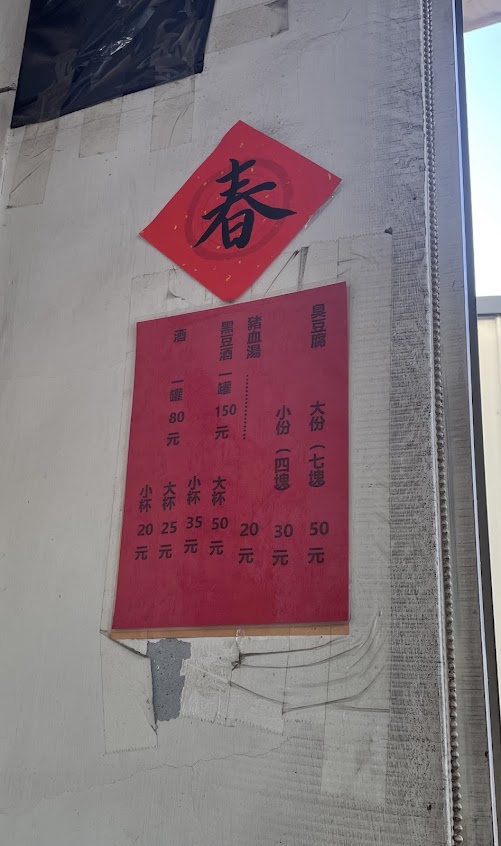 春
臭豆腐 大份（七塊） 50元
小份（四塊） 30元
豬血湯 ………………… 20元
黑豆酒 一罐 150元 大杯 50元
小杯 35元
酒 一罐 80元 大杯 25元
小杯 20元